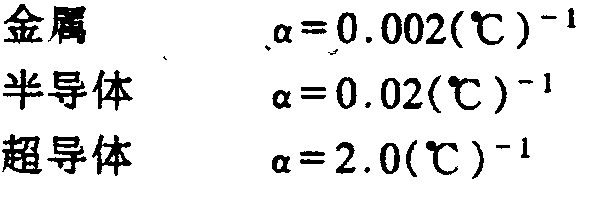 金属 α=0.002(℃)⁻¹
半导体 α=0.02(℃)⁻¹
超导体 α=2.0(℃)⁻¹